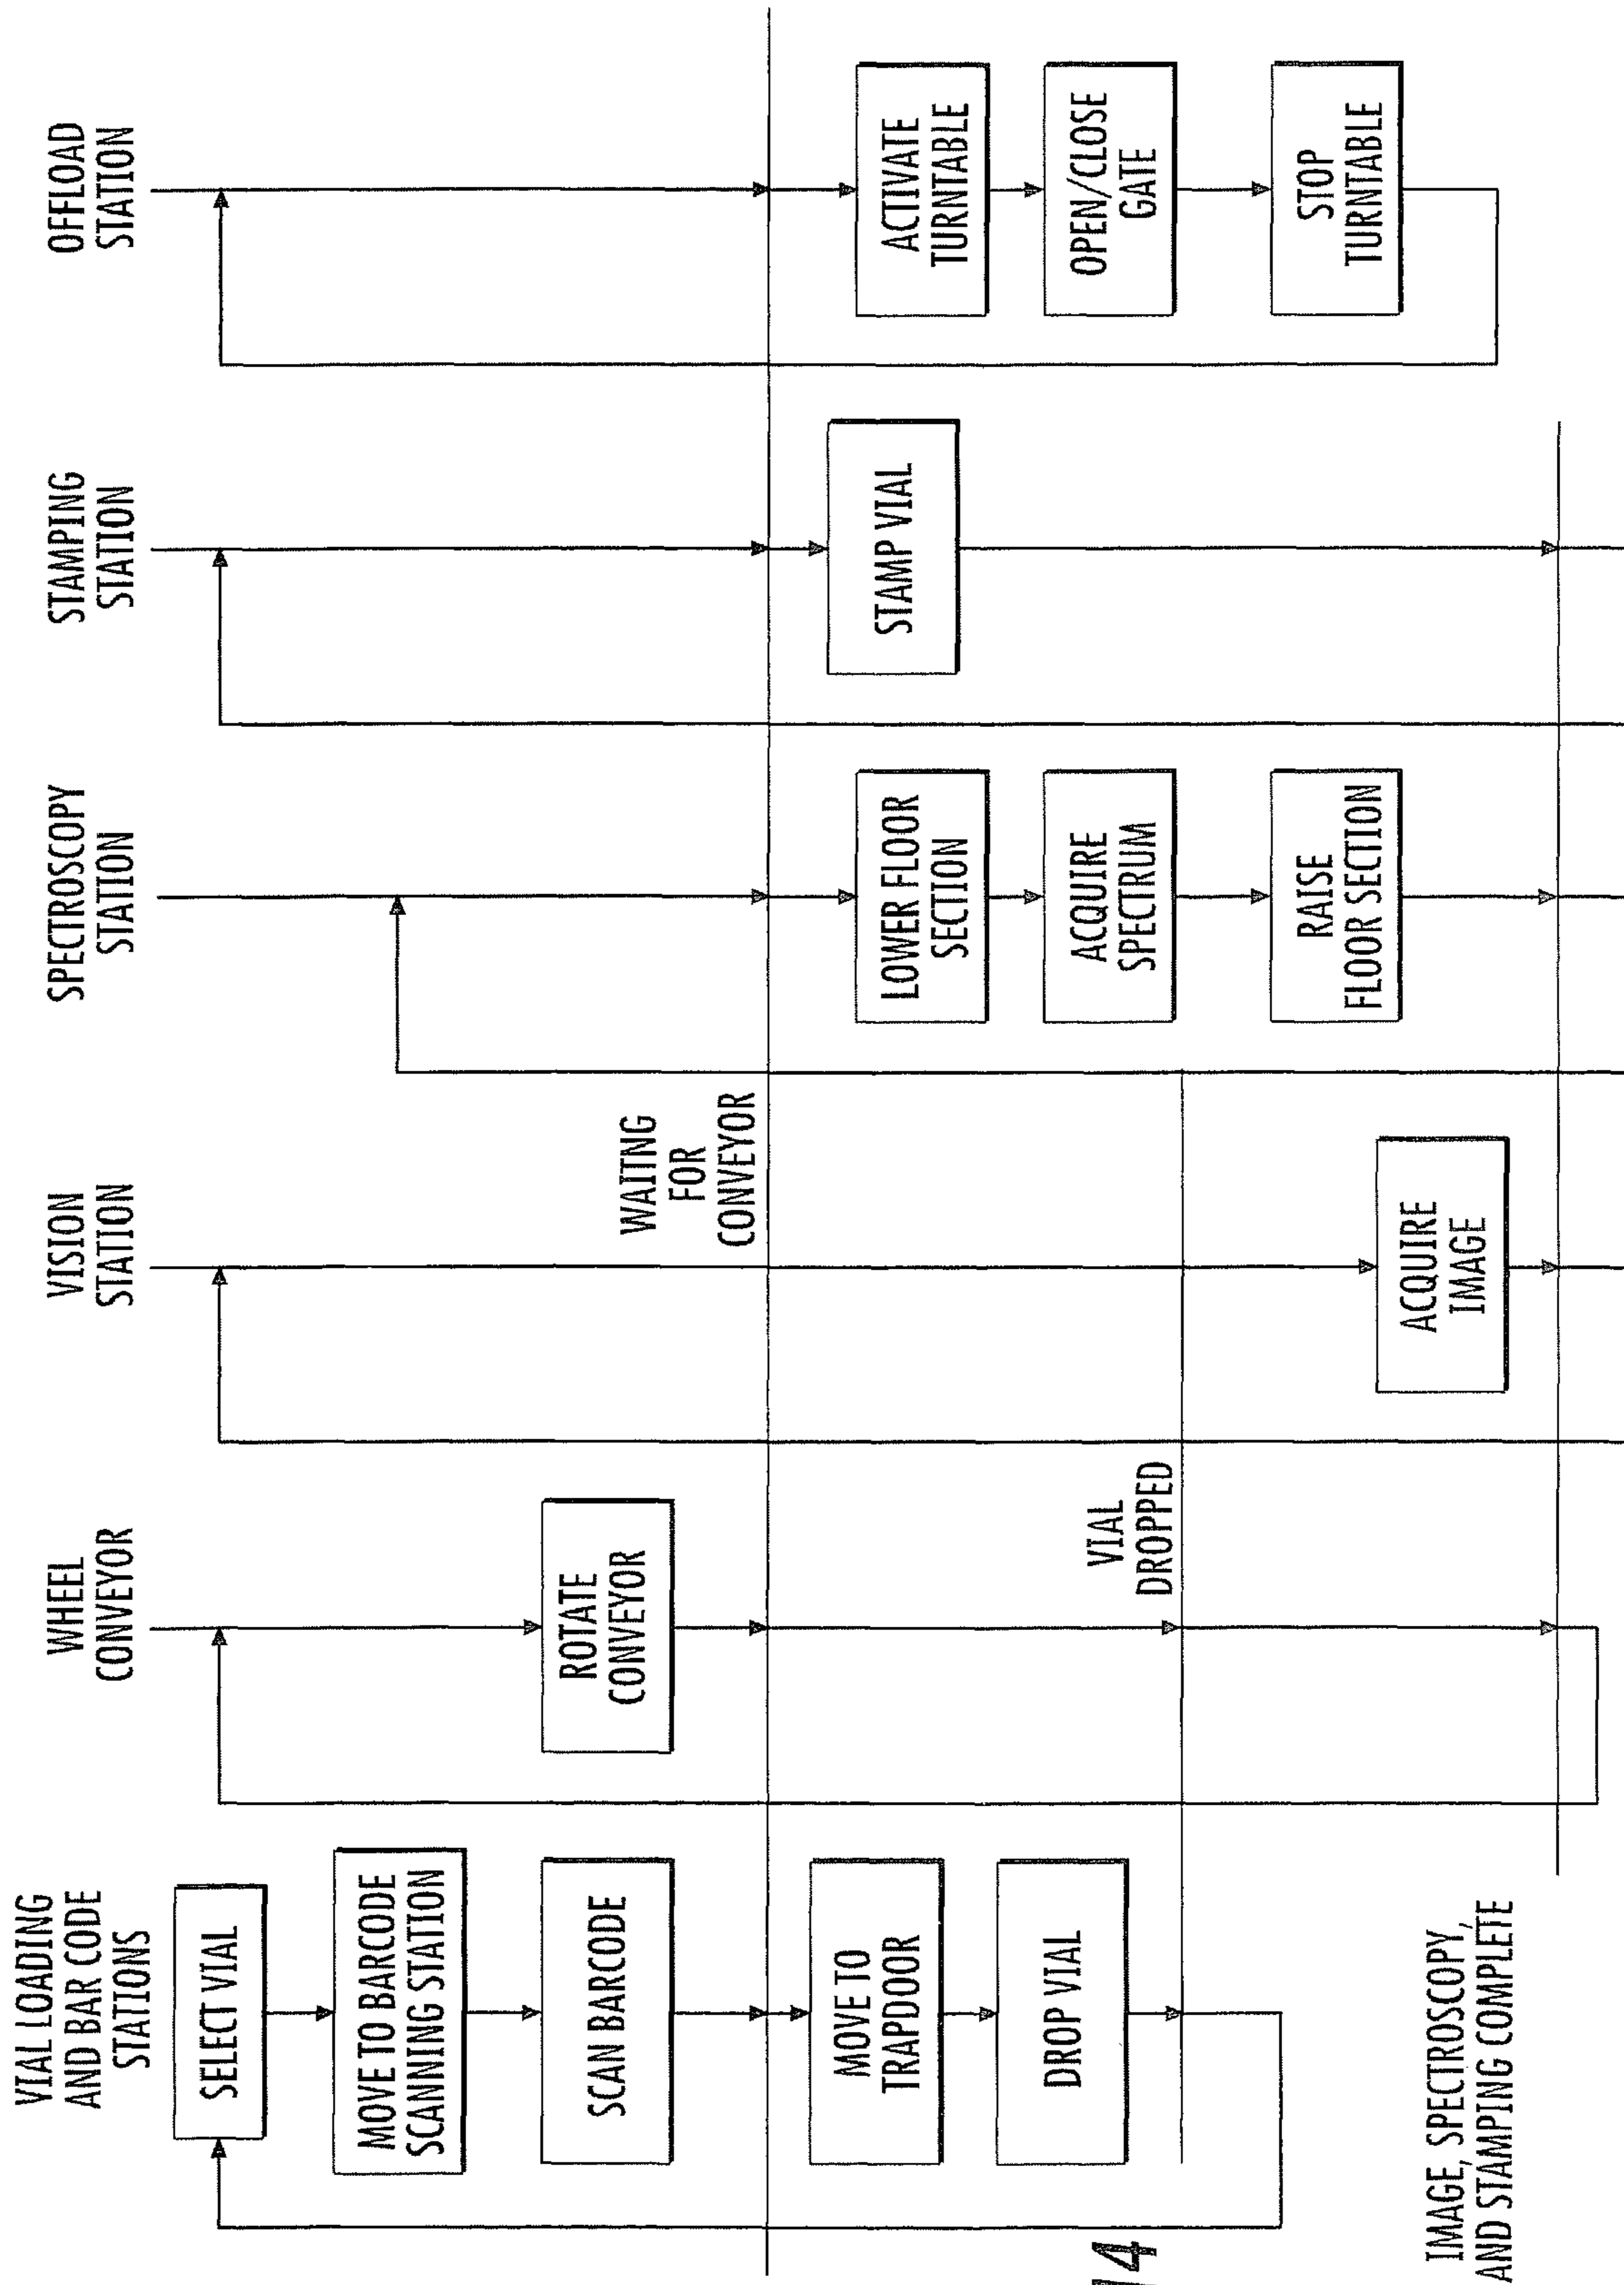 VIAL LOADING
AND BAR CODE
STATIONS
SELECT VIAL
MOVE TO BARCODE
SCANNING STATION
SCAN BARCODE
MOVE TO
TRAPDOOR
DROP VIAL
WHEEL
CONVEYOR
ROTATE
CONVEYOR
VIAL
DROPPED
VISION
STATION
WAITNG
FOR
CONVEYOR
ACQUIRE
IMAGE
SPECTROSCOPY
STATION
LOWER FLOOR
SECTION
ACQUIRE
SPECTRUM
RAISE
FLOOR SECTION
STAMPING
STATION
STAMP VIAL
OFFLOAD
STATION
ACTIVATE
TURNTABLE
OPEN/CLOSE
GATE
STOP
TURNTABLE
IMAGE, SPECTROSCOPY,
AND STAMPING COMPLETE
14